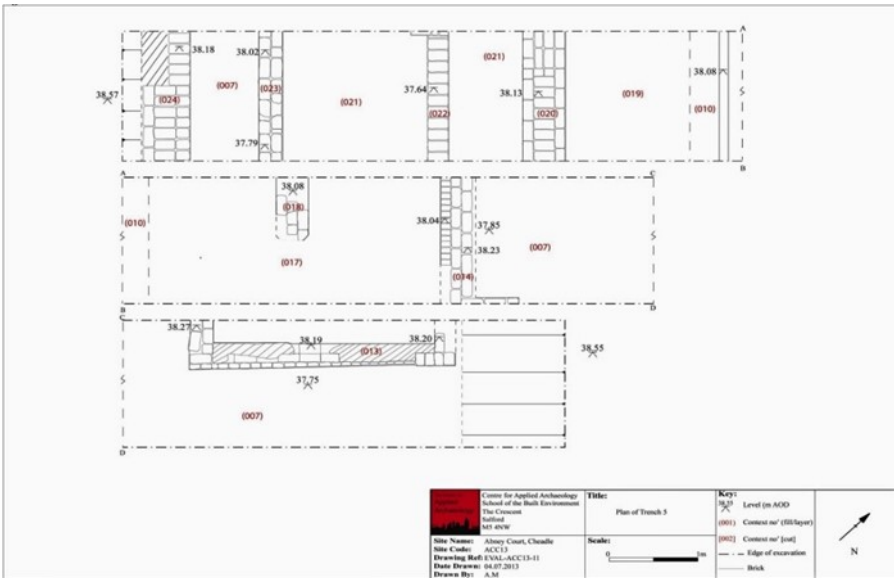 A
38.18
38.02
(021)
38.57
(007)
(023)
37.64
38.13
38.08
(024)
(021)
(022)
(020)
(019)
(010)
37.79
B
A
C
38.08
(018)
(010)
38.04
37.85
38.23
(007)
(017)
(014)
B
D
C
38.27
38.19
38.20
(013)
38.55
37.75
(007)
D
Applied
Archaeology
Centre for Applied Archaeology
School of the Built Environment
The Crescent
Salford
M5 4NW
Title:
Plan of Trench 5
Site Name: Abney Court, Cheadle
Site Code: ACC13
Drawing Ref: EVAL-ACC13-11
Date Drawn: 04.07.2013
Drawn By: A.M
Scale:
0 1m
Key:
38.55 Level (m AOD
(001) Context no' (fill/layer)
[002] Context no' [cut]
Edge of excavation
Brick
N